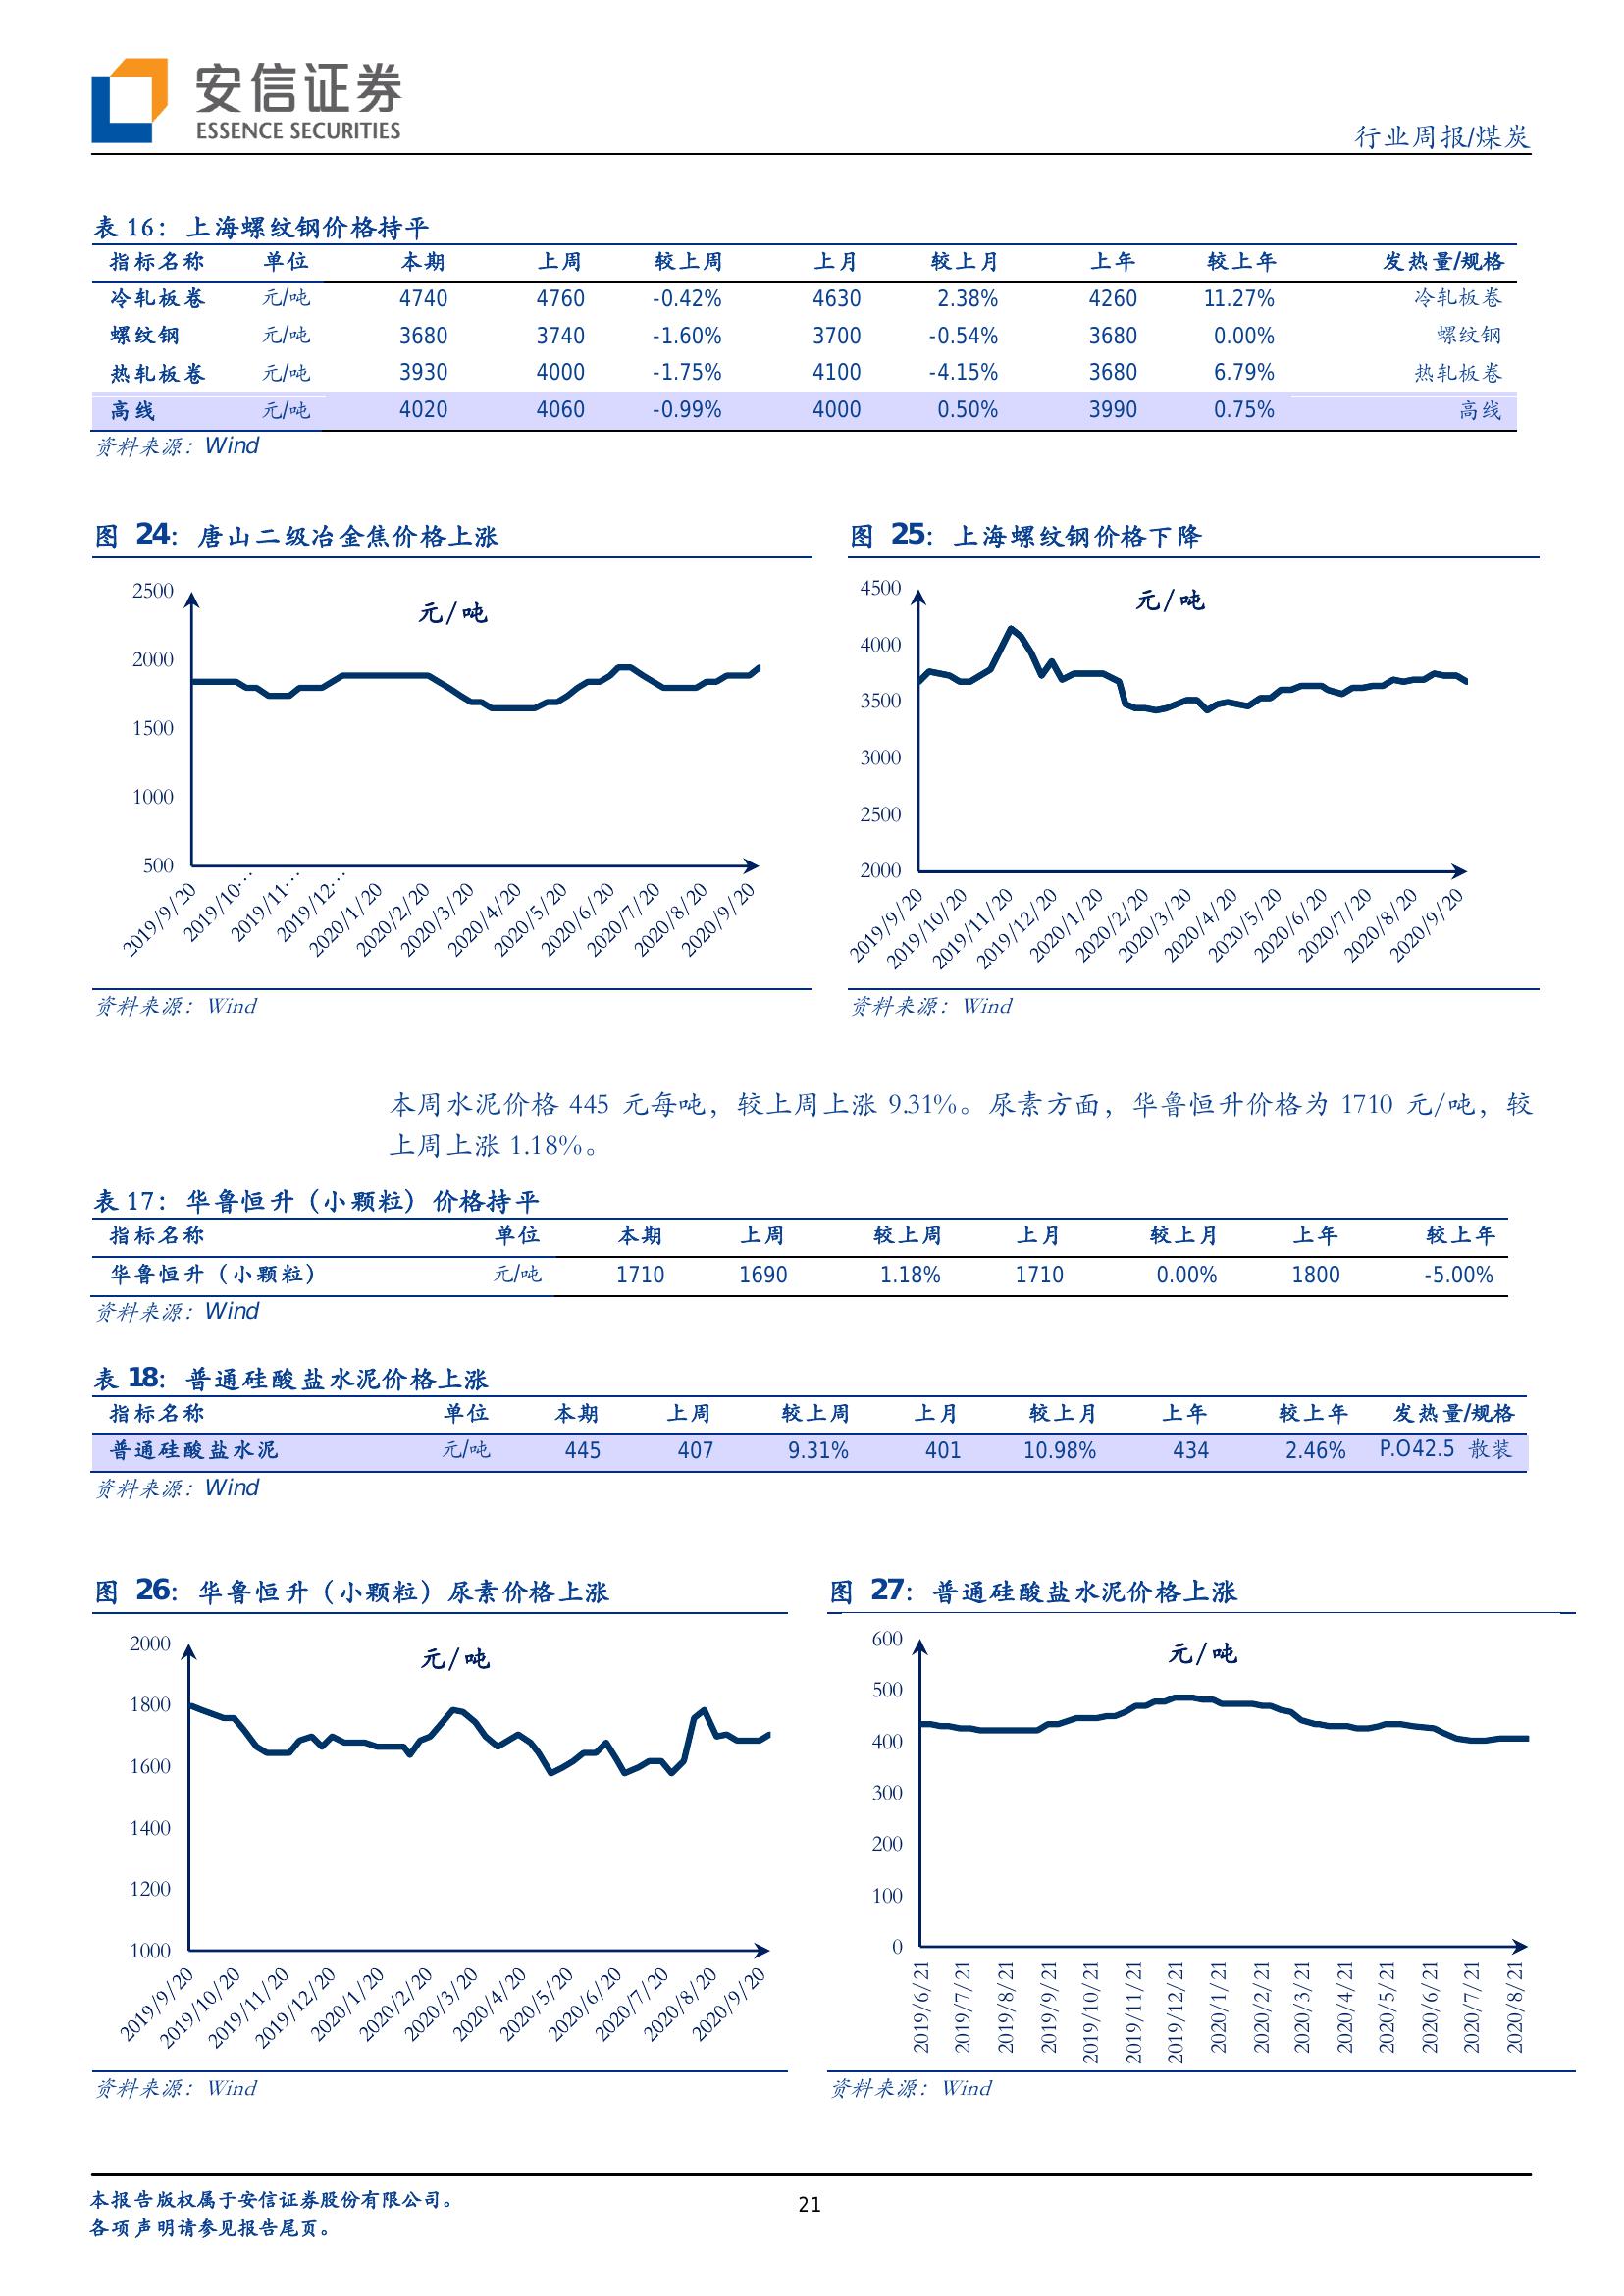 安信证券
ESSENCE SECURITIES
行业周报/煤炭
表 16：上海螺纹钢价格持平
指标名称 单位 本期 上周 较上周 上月 较上月 上年 较上年 发热量/规格
冷轧板卷 元/吨 4740 4760 -0.42% 4630 2.38% 4260 11.27% 冷轧板卷
螺纹钢 元/吨 3680 3740 -1.60% 3700 -0.54% 3680 0.00% 螺纹钢
热轧板卷 元/吨 3930 4000 -1.75% 4100 -4.15% 3680 6.79% 热轧板卷
高线 元/吨 4020 4060 -0.99% 4000 0.50% 3990 0.75% 高线
资料来源：Wind
图 24：唐山二级冶金焦价格上涨
元/吨
2500
2000
1500
1000
500
2019/9/20 2019/10… 2019/11… 2019/12… 2020/1/20 2020/2/20 2020/3/20 2020/4/20 2020/5/20 2020/6/20 2020/7/20 2020/8/20 2020/9/20
资料来源：Wind
图 25：上海螺纹钢价格下降
元/吨
4500
4000
3500
3000
2500
2000
2019/9/20 2019/10/20 2019/11/20 2019/12/20 2020/1/20 2020/2/20 2020/3/20 2020/4/20 2020/5/20 2020/6/20 2020/7/20 2020/8/20 2020/9/20
资料来源：Wind
本周水泥价格 445 元每吨，较上周上涨 9.31%。尿素方面，华鲁恒升价格为 1710 元/吨，较
上周上涨 1.18%。
表 17：华鲁恒升（小颗粒）价格持平
指标名称 单位 本期 上周 较上周 上月 较上月 上年 较上年
华鲁恒升（小颗粒） 元/吨 1710 1690 1.18% 1710 0.00% 1800 -5.00%
资料来源：Wind
表 18：普通硅酸盐水泥价格上涨
指标名称 单位 本期 上周 较上周 上月 较上月 上年 较上年 发热量/规格
普通硅酸盐水泥 元/吨 445 407 9.31% 401 10.98% 434 2.46% P.O42.5 散装
资料来源：Wind
图 26：华鲁恒升（小颗粒）尿素价格上涨
元/吨
2000
1800
1600
1400
1200
1000
2019/9/20 2019/10/20 2019/11/20 2019/12/20 2020/1/20 2020/2/20 2020/3/20 2020/4/20 2020/5/20 2020/6/20 2020/7/20 2020/8/20 2020/9/20
资料来源：Wind
图 27：普通硅酸盐水泥价格上涨
元/吨
600
500
400
300
200
100
0
2019/6/21 2019/7/21 2019/8/21 2019/9/21 2019/10/21 2019/11/21 2019/12/21 2020/1/21 2020/2/21 2020/3/21 2020/4/21 2020/5/21 2020/6/21 2020/7/21 2020/8/21
资料来源：Wind
本报告版权属于安信证券股份有限公司。
各项声明请参见报告尾页。
21